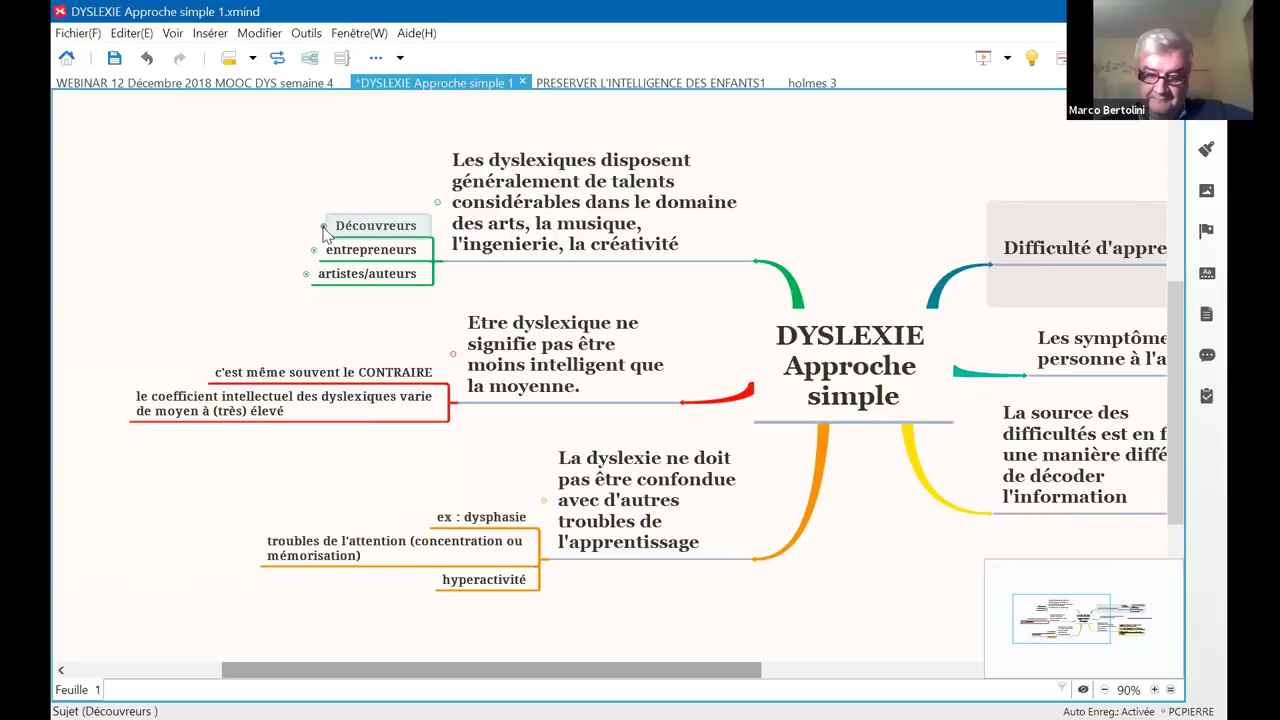 DYSLEXIE Approche simple 1.xmind
Fichier(F) Editer(E) Voir Insérer Modifier Outils Fenêtre(W) Aide(H)
WEBINAR 12 Décembre 2018 MOOC DYS semaine 4
*DYSLEXIE Approche simple 1
PRESERVER L'INTELLIGENCE DES ENFANTS1
holmes 3
Marco Bertolini
Les dyslexiques disposent
généralement de talents
considérables dans le domaine
des arts, la musique,
l'ingenierie, la créativité
Découvreurs
entrepreneurs
artistes/auteurs
Etre dyslexique ne
signifie pas être
moins intelligent que
la moyenne.
c'est même souvent le CONTRAIRE
le coefficient intellectuel des dyslexiques varie
de moyen à (très) élevé
La dyslexie ne doit
pas être confondue
avec d'autres
troubles de
l'apprentissage
ex : dysphasie
troubles de l'attention (concentration ou
mémorisation)
hyperactivité
DYSLEXIE
Approche
simple
Difficulté d'appre
Les symptôme
personne à l'a
La source des
difficultés est en f
une manière diffé
de décoder
l'information
Feuille 1
90%
Sujet (Découvreurs )
Auto Enreg.: Activée
PCPIERRE